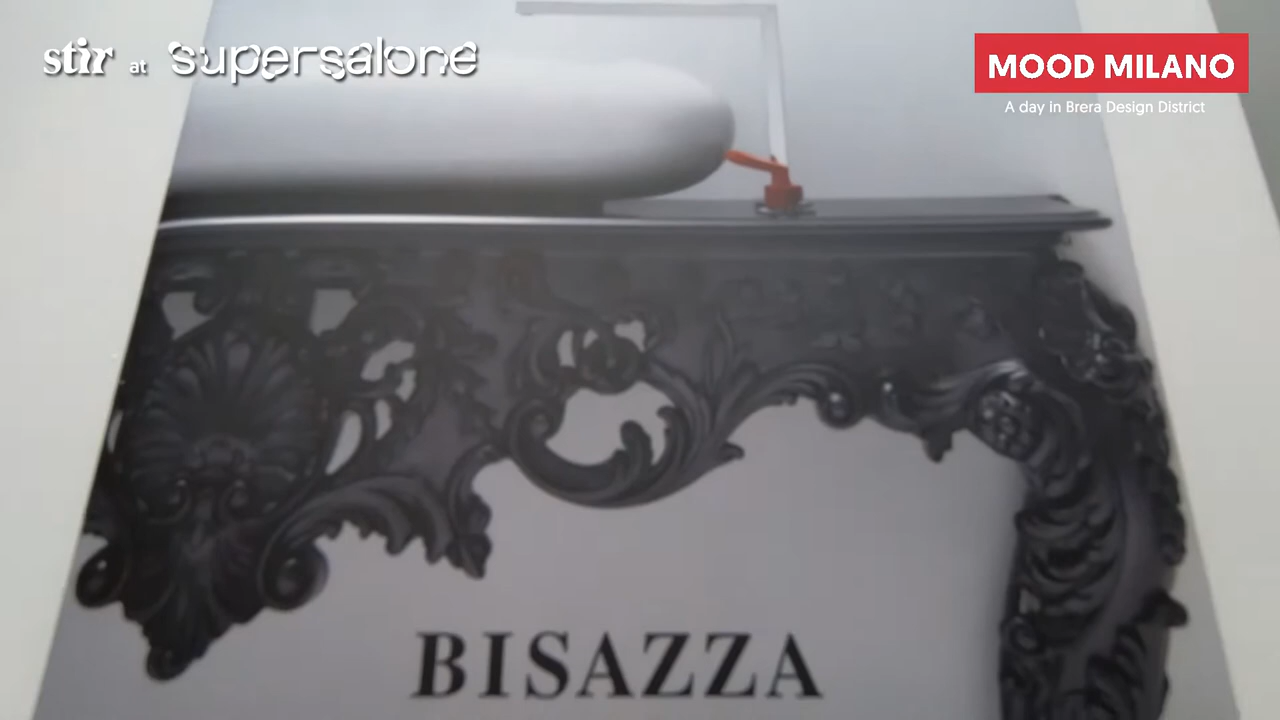 stir at supersalone
MOOD MILANO
A day in Brera Design District
BISAZZA